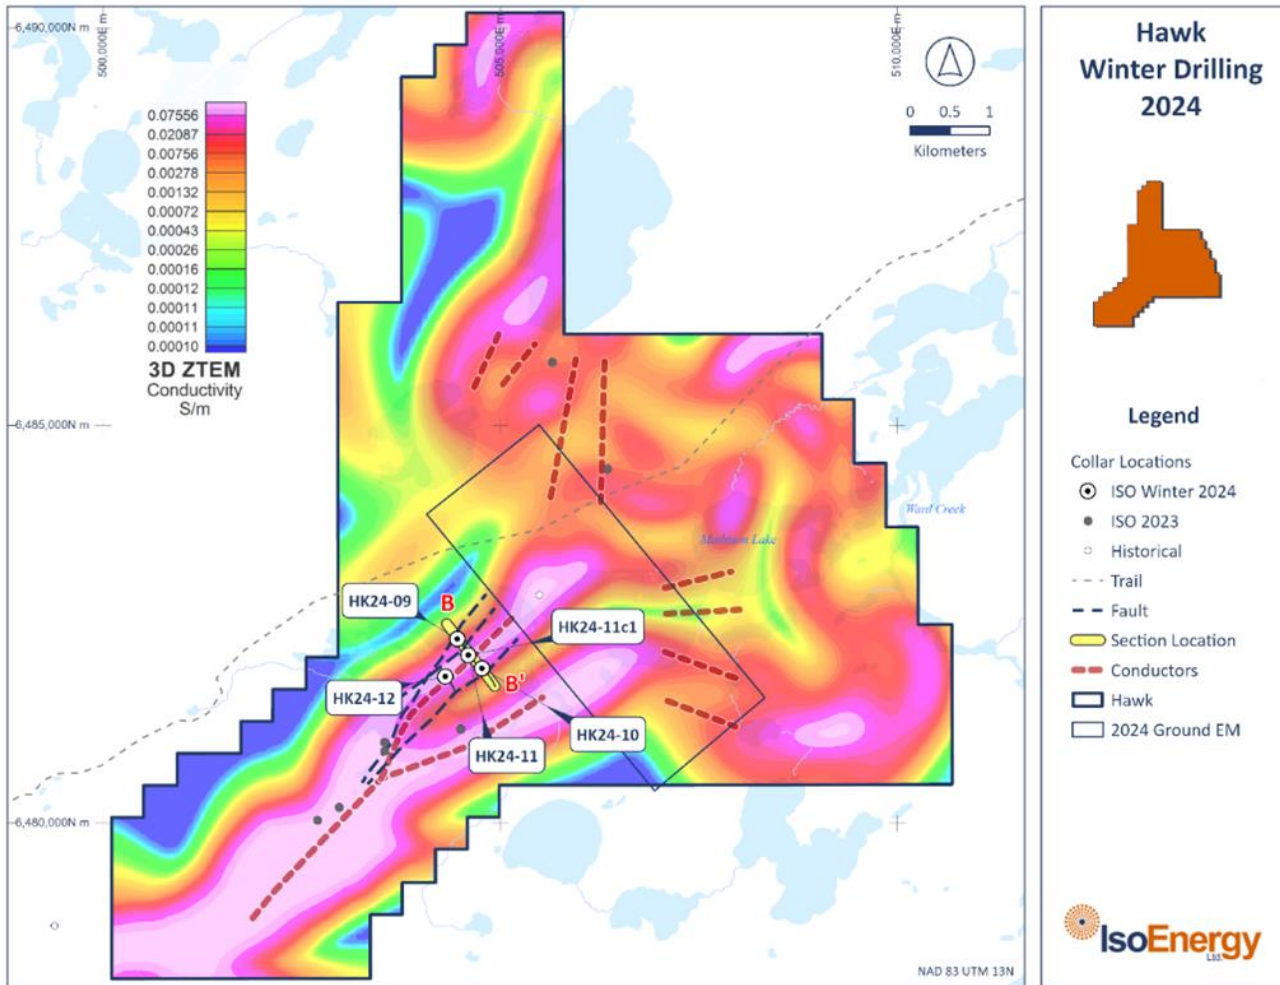 6,490,000N m
500,000E m
505,000E m
510,000E m
0 0.5 1
Kilometers
0.07556
0.02087
0.00756
0.00278
0.00132
0.00072
0.00043
0.00026
0.00016
0.00012
0.00011
0.00011
0.00010
3D ZTEM
Conductivity
S/m
6,485,000N m
Ward Creek
Mathison Lake
HK24-09
B
HK24-11c1
HK24-12
B'
HK24-10
HK24-11
6,480,000N m
NAD 83 UTM 13N
Hawk
Winter Drilling
2024
Legend
Collar Locations
ISO Winter 2024
ISO 2023
Historical
Trail
Fault
Section Location
Conductors
Hawk
2024 Ground EM
IsoEnergy
Ltd.